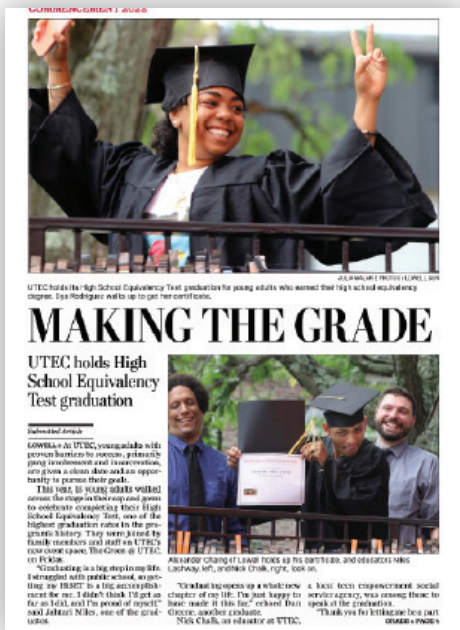 COMMENCEMENT 2023
JULIA MALAKIE PHOTOS / LOWELL SUN
UTEC holds its High School Equivalency Test graduation for young adults who earned their high school equivalency
degree. Dya Rodriguez walks up to get her certificate.
MAKING THE GRADE
UTEC holds High
School Equivalency
Test graduation
Submitted Article
LOWELL » At UTEC, young adults with
proven barriers to success, primarily
gang involvement and incarceration,
are given a clean slate and an oppor-
tunity to pursue their goals.
This year, 15 young adults walked
across the stage in their cap and gown
to celebrate completing their High
School Equivalency Test, one of the
highest graduation rates in the pro-
gram's history. They were joined by
family members and staff on UTEC's
new event space, The Green @ UTEC,
on Friday.
"Graduating is a big step in my life.
I struggled with public school, so get-
ting my HiSET is a big accomplish-
ment for me. I didn't think I'd get as
far as I did, and I'm proud of myself,"
said Jahtari Niles, one of the grad-
uates.
Alexander Chaing of Lowell holds up his certificate, and educators Niles
Lashway, left, and Nick Chalk, right, look on.
"Graduating opens up a whole new
chapter of my life. I'm just happy to
have made it this far," echoed Dan
Greene, another graduate.
Nick Chalk, an educator at UTEC,
a local teen empowerment social
service agency, was among those to
speak at the graduation.
"Thank you for letting me be a part
GRADE » PAGE 4